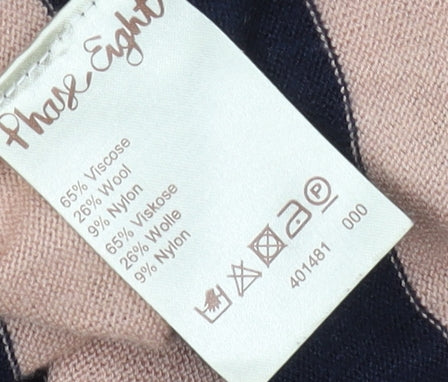 Phase Eight
65% Viscose
26% Wool
9% Nylon
65% Viskose
26% Wolle
9% Nylon
P
401481 000